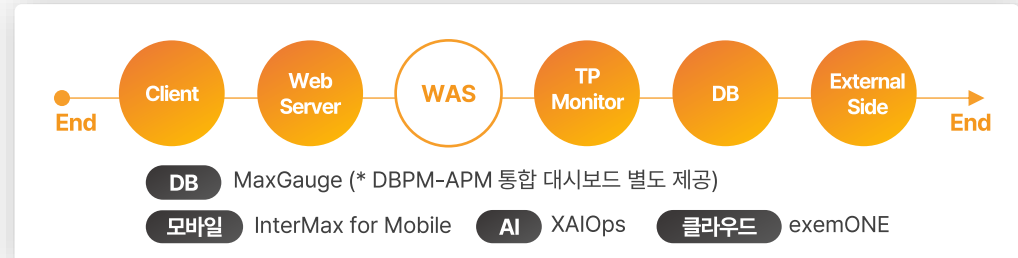 End
Client
Web
Server
WAS
TP
Monitor
DB
External
Side
End
DB MaxGauge (* DBPM-APM 통합 대시보드 별도 제공)
모바일 InterMax for Mobile AI XAIOps 클라우드 exemONE